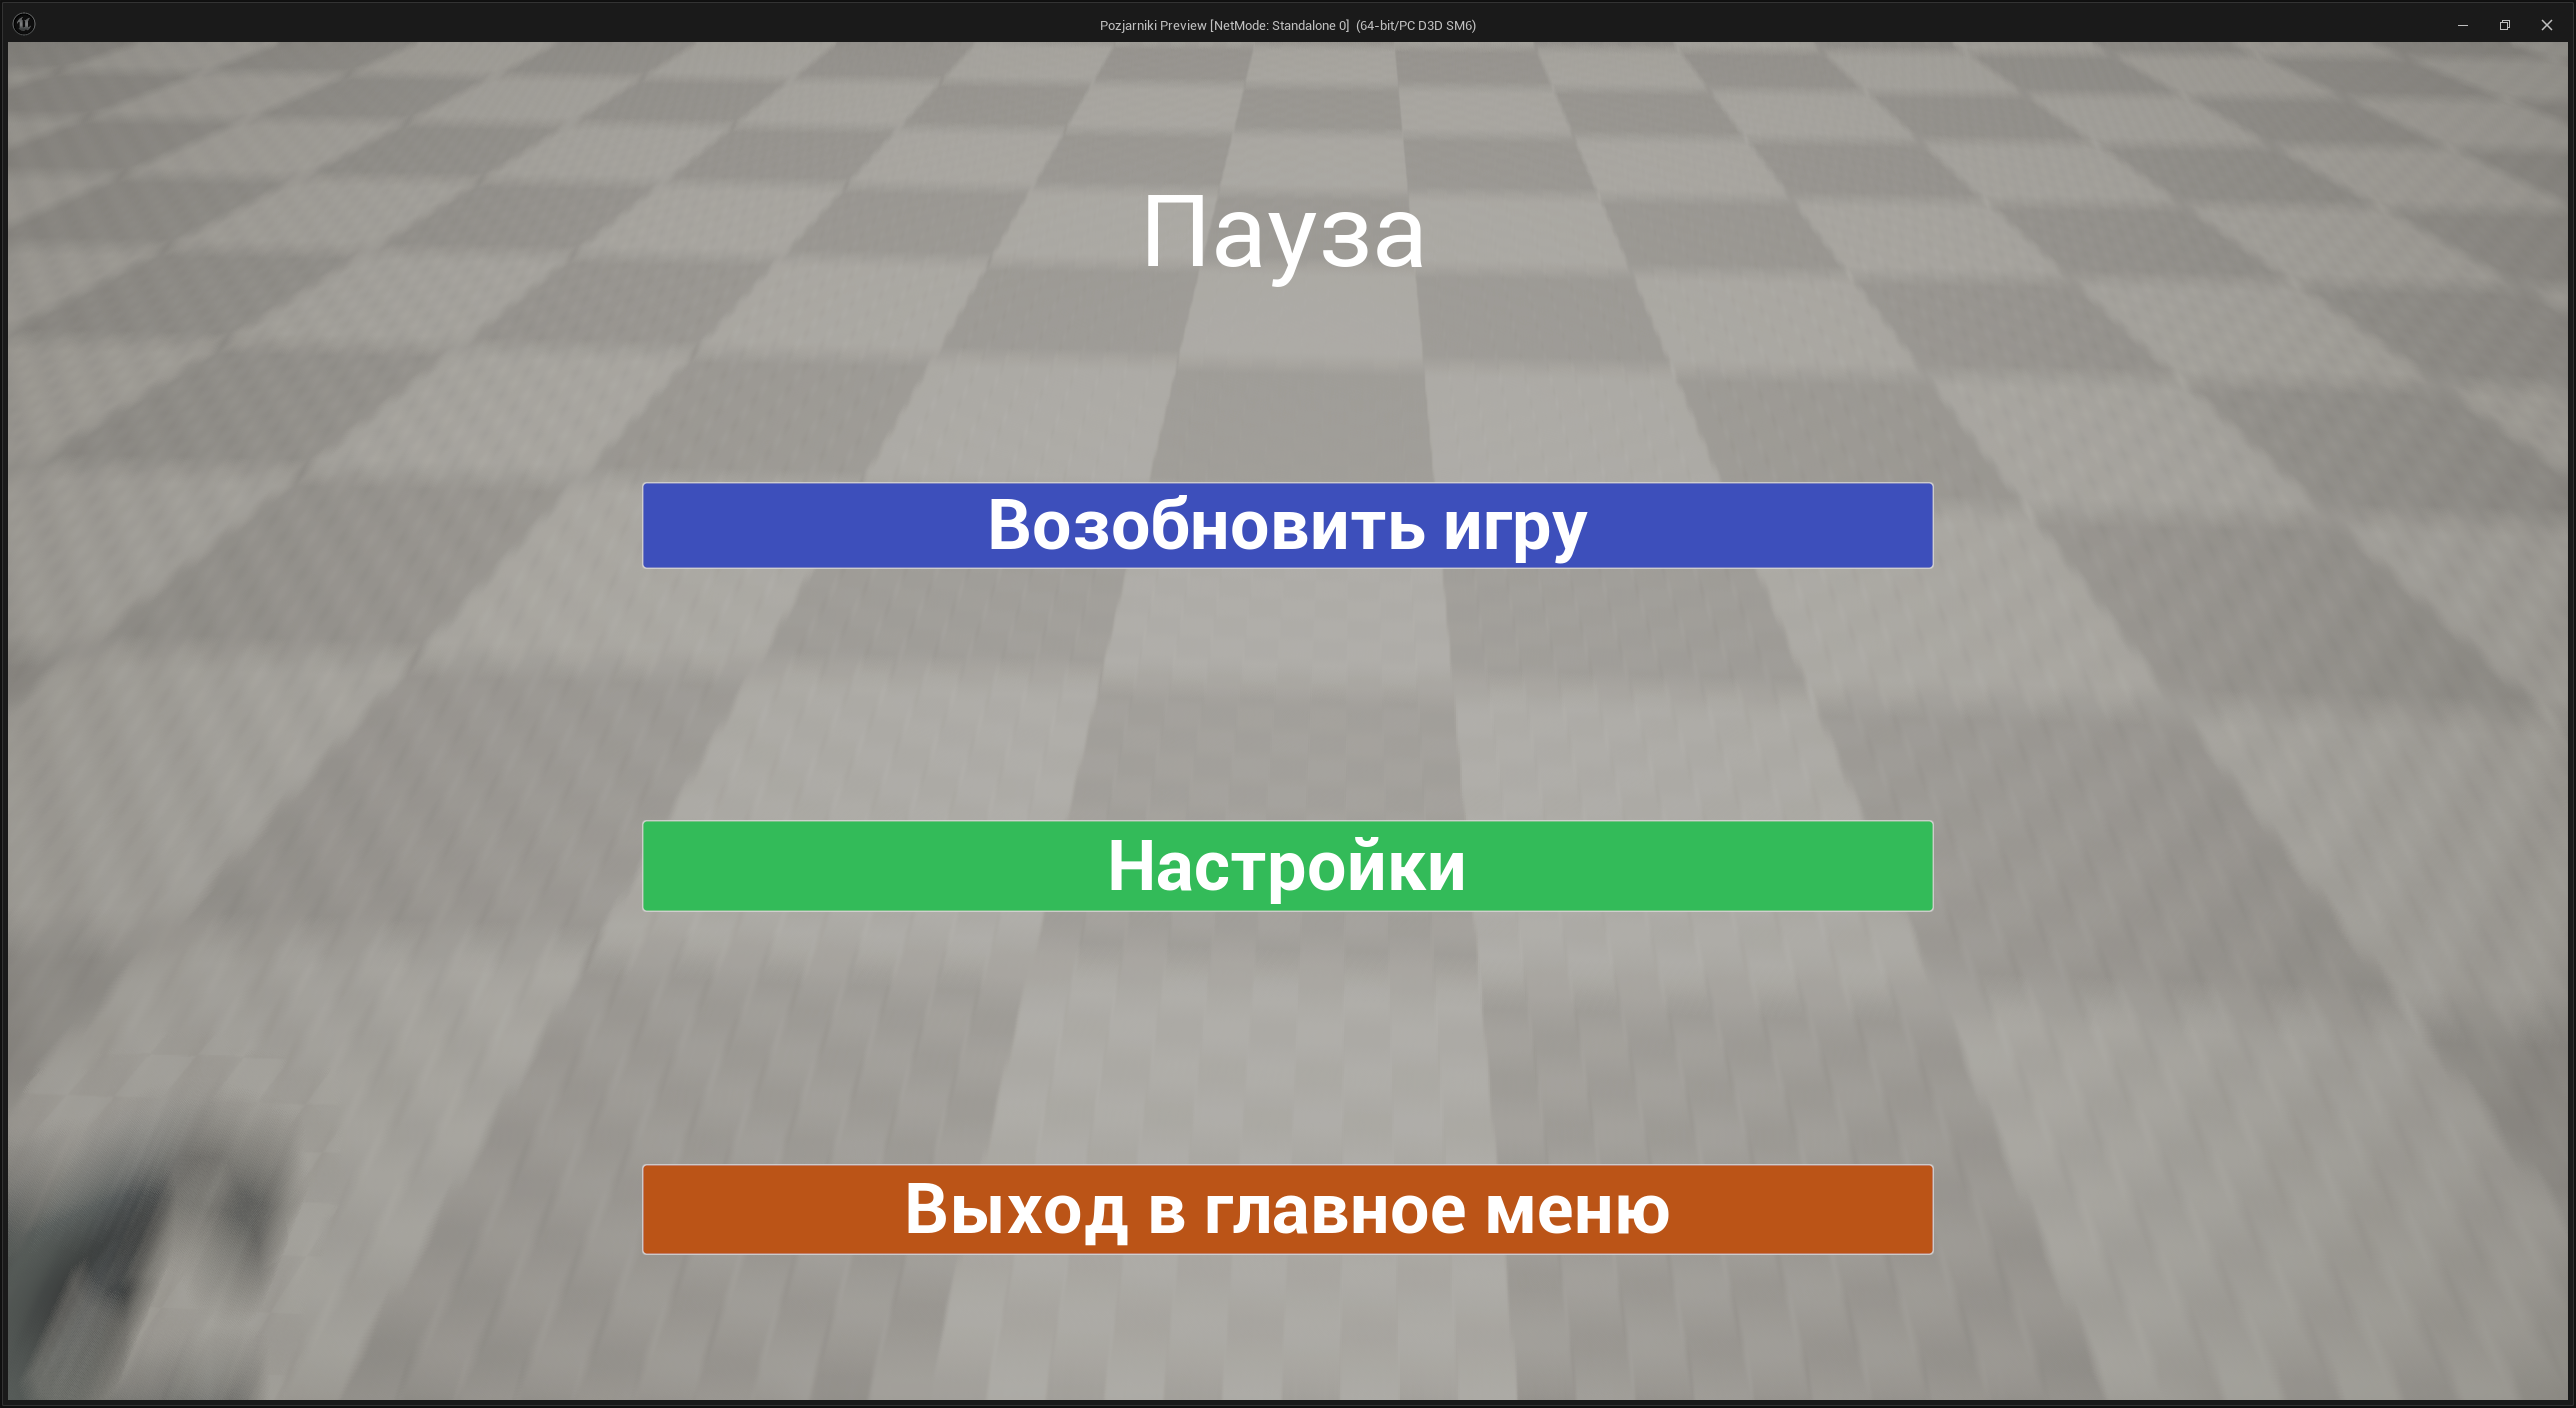 Pozjarniki Preview [NetMode: Standalone 0] (64-bit/PC D3D SM6)
Пауза
Возобновить игру
Настройки
Выход в главное меню